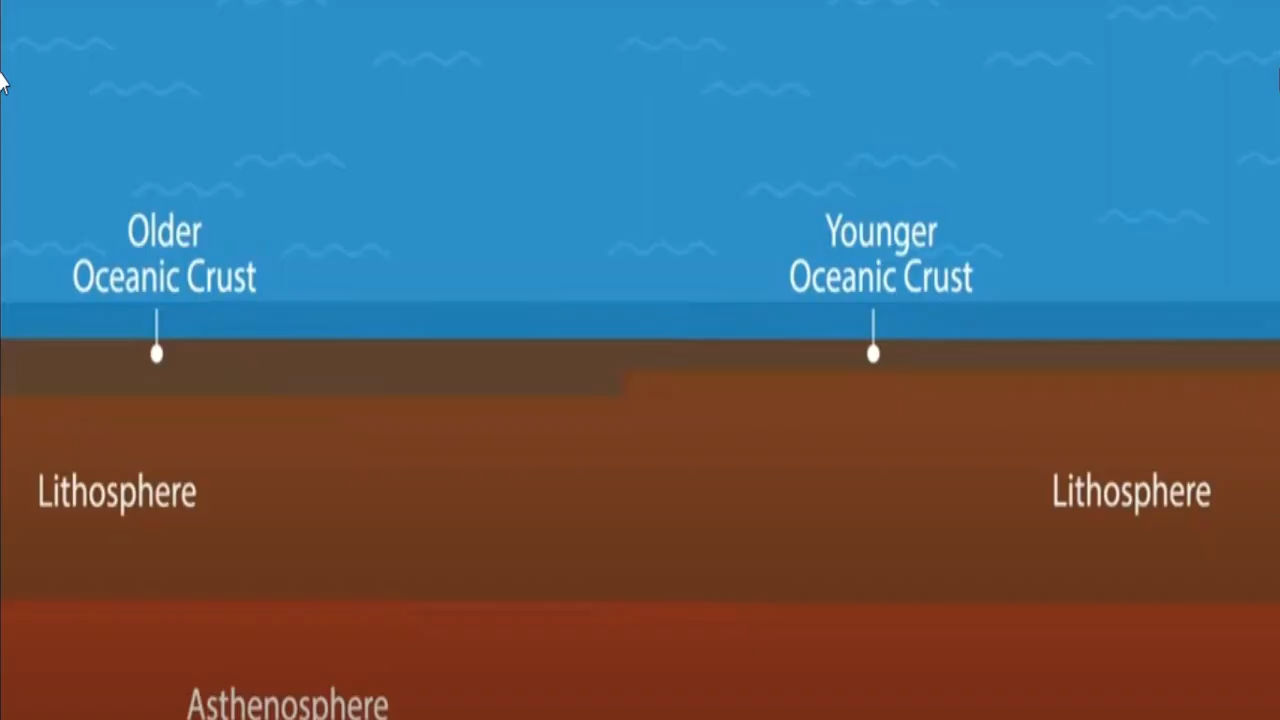 Older
Oceanic Crust
Younger
Oceanic Crust
Lithosphere
Lithosphere
Asthenosphere